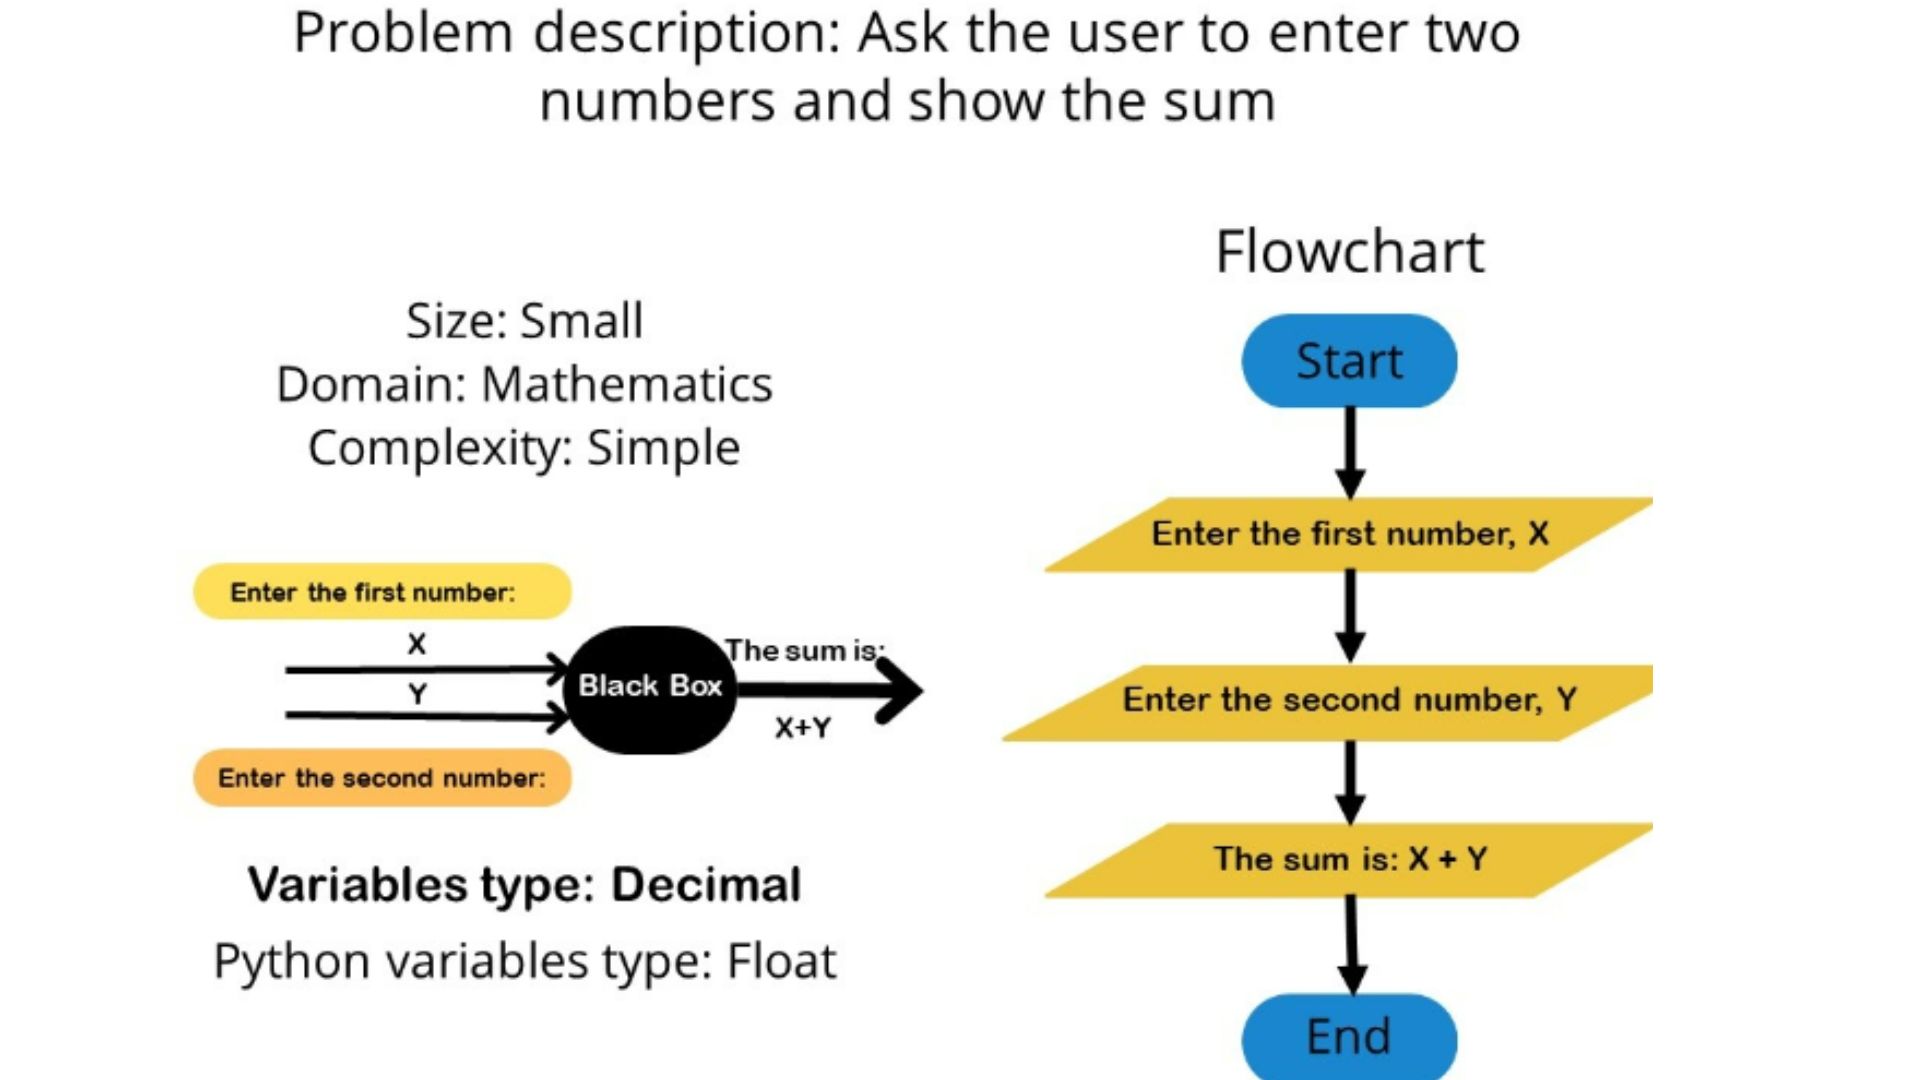 Problem description: Ask the user to enter two
numbers and show the sum
Size: Small
Domain: Mathematics
Complexity: Simple
Enter the first number:
X
Y
Black Box
The sum is:
X+Y
Enter the second number:
Variables type: Decimal
Python variables type: Float
Flowchart
Start
Enter the first number, X
Enter the second number, Y
The sum is: X + Y
End